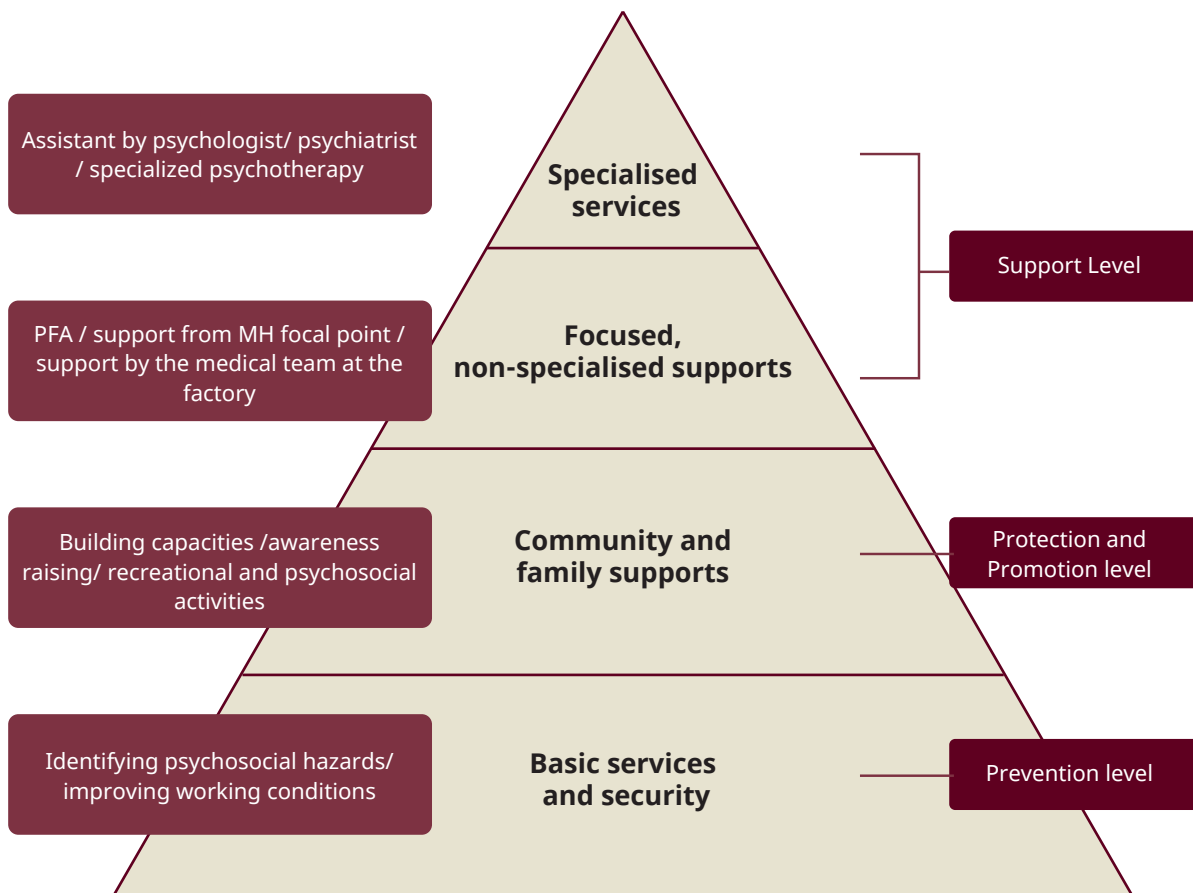 Assistant by psychologist/ psychiatrist
/ specialized psychotherapy
Specialised
services
Support Level
PFA / support from MH focal point /
support by the medical team at the
factory
Focused,
non-specialised supports
Building capacities /awareness
raising/ recreational and psychosocial
activities
Community and
family supports
Protection and
Promotion level
Identifying psychosocial hazards/
improving working conditions
Basic services
and security
Prevention level